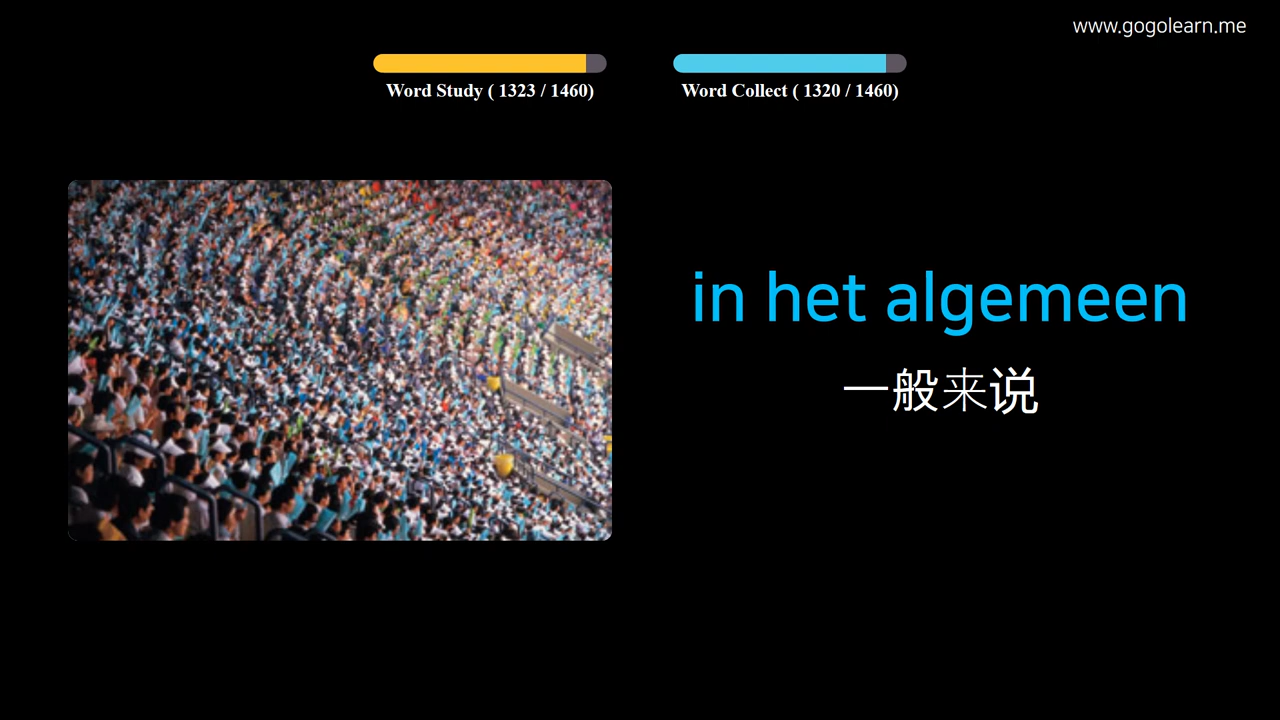 www.gogolearn.me
Word Study ( 1323 / 1460)
Word Collect ( 1320 / 1460)
in het algemeen
一般来说